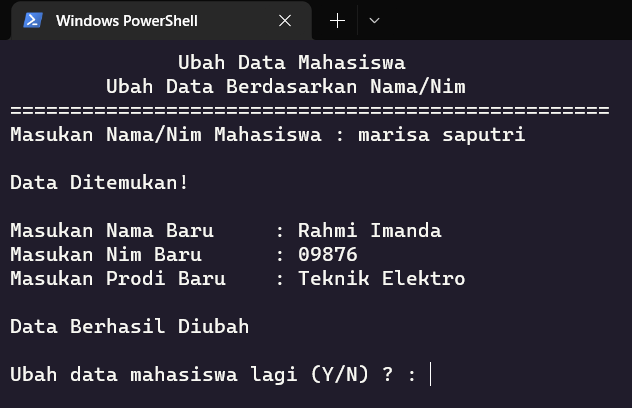 Windows PowerShell
Ubah Data Mahasiswa
Ubah Data Berdasarkan Nama/Nim
==================================================
Masukan Nama/Nim Mahasiswa : marisa saputri
Data Ditemukan!
Masukan Nama Baru     : Rahmi Imanda
Masukan Nim Baru      : 09876
Masukan Prodi Baru    : Teknik Elektro
Data Berhasil Diubah
Ubah data mahasiswa lagi (Y/N) ? :